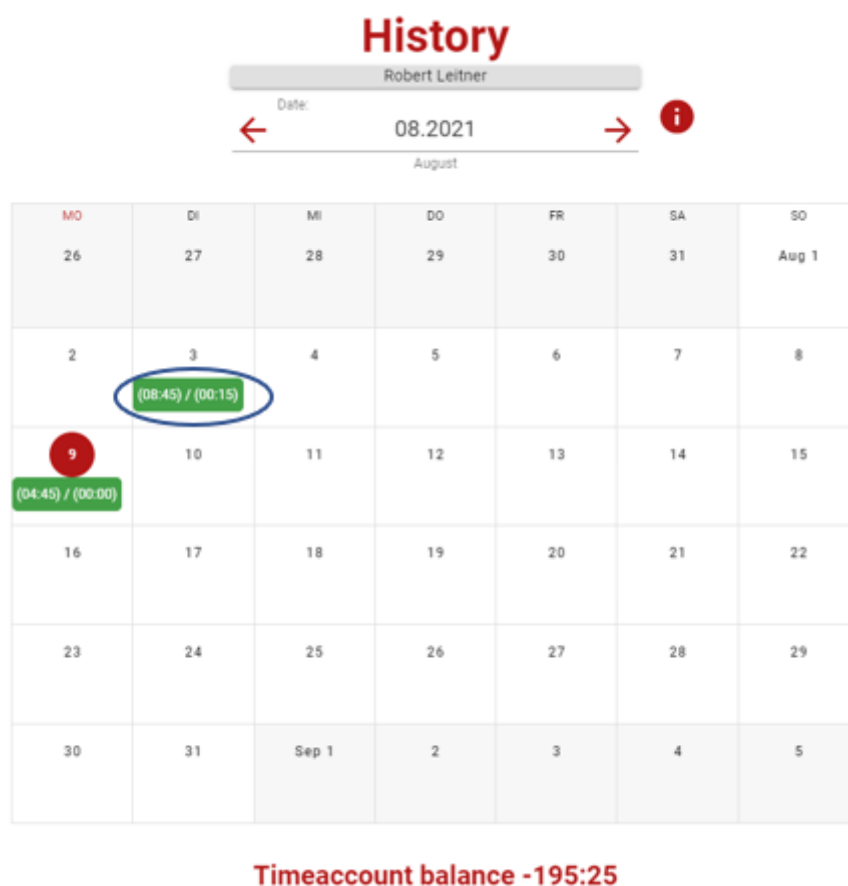 History
Robert Leitner
Date:
08.2021
August
MO DI MI DO FR SA SO
26 27 28 29 30 31 Aug 1
2 3 4 5 6 7 8
(08:45) / (00:15)
9 10 11 12 13 14 15
(04:45) / (00:00)
16 17 18 19 20 21 22
23 24 25 26 27 28 29
30 31 Sep 1 2 3 4 5
Timeaccount balance -195:25